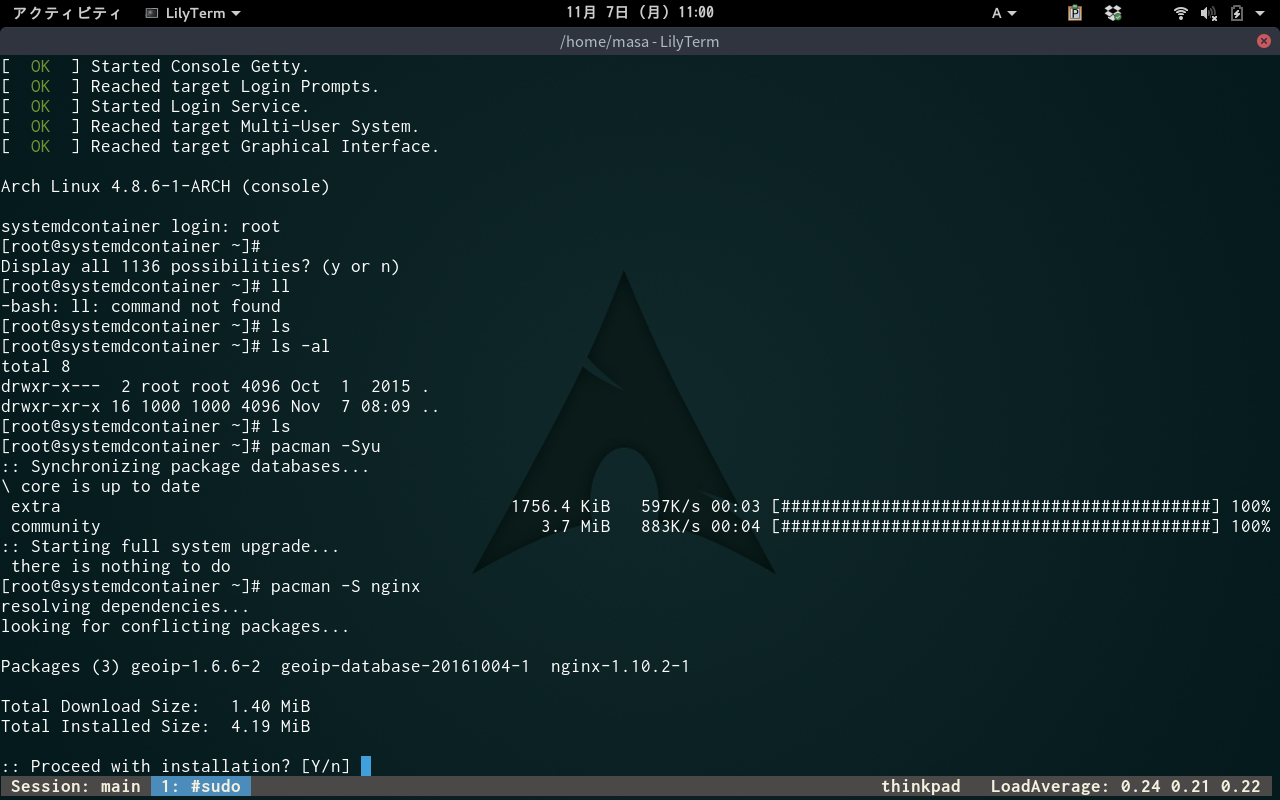 アクティビティ LilyTerm 11月 7日 (月) 11:00 A
/home/masa - LilyTerm
[  OK  ] Started Console Getty.
[  OK  ] Reached target Login Prompts.
[  OK  ] Started Login Service.
[  OK  ] Reached target Multi-User System.
[  OK  ] Reached target Graphical Interface.
Arch Linux 4.8.6-1-ARCH (console)
systemdcontainer login: root
[root@systemdcontainer ~]#
Display all 1136 possibilities? (y or n)
[root@systemdcontainer ~]# ll
-bash: ll: command not found
[root@systemdcontainer ~]# ls
[root@systemdcontainer ~]# ls -al
total 8
drwxr-x---  2 root root 4096 Oct  1  2015 .
drwxr-xr-x 16 1000 1000 4096 Nov  7 08:09 ..
[root@systemdcontainer ~]# ls
[root@systemdcontainer ~]# pacman -Syu
:: Synchronizing package databases...
\ core is up to date
 extra 1756.4 KiB   597K/s 00:03 [###########################################] 100%
 community 3.7 MiB   883K/s 00:04 [###########################################] 100%
:: Starting full system upgrade...
 there is nothing to do
[root@systemdcontainer ~]# pacman -S nginx
resolving dependencies...
looking for conflicting packages...
Packages (3) geoip-1.6.6-2  geoip-database-20161004-1  nginx-1.10.2-1
Total Download Size:   1.40 MiB
Total Installed Size:  4.19 MiB
:: Proceed with installation? [Y/n]
Session: main 1: #sudo thinkpad LoadAverage: 0.24 0.21 0.22